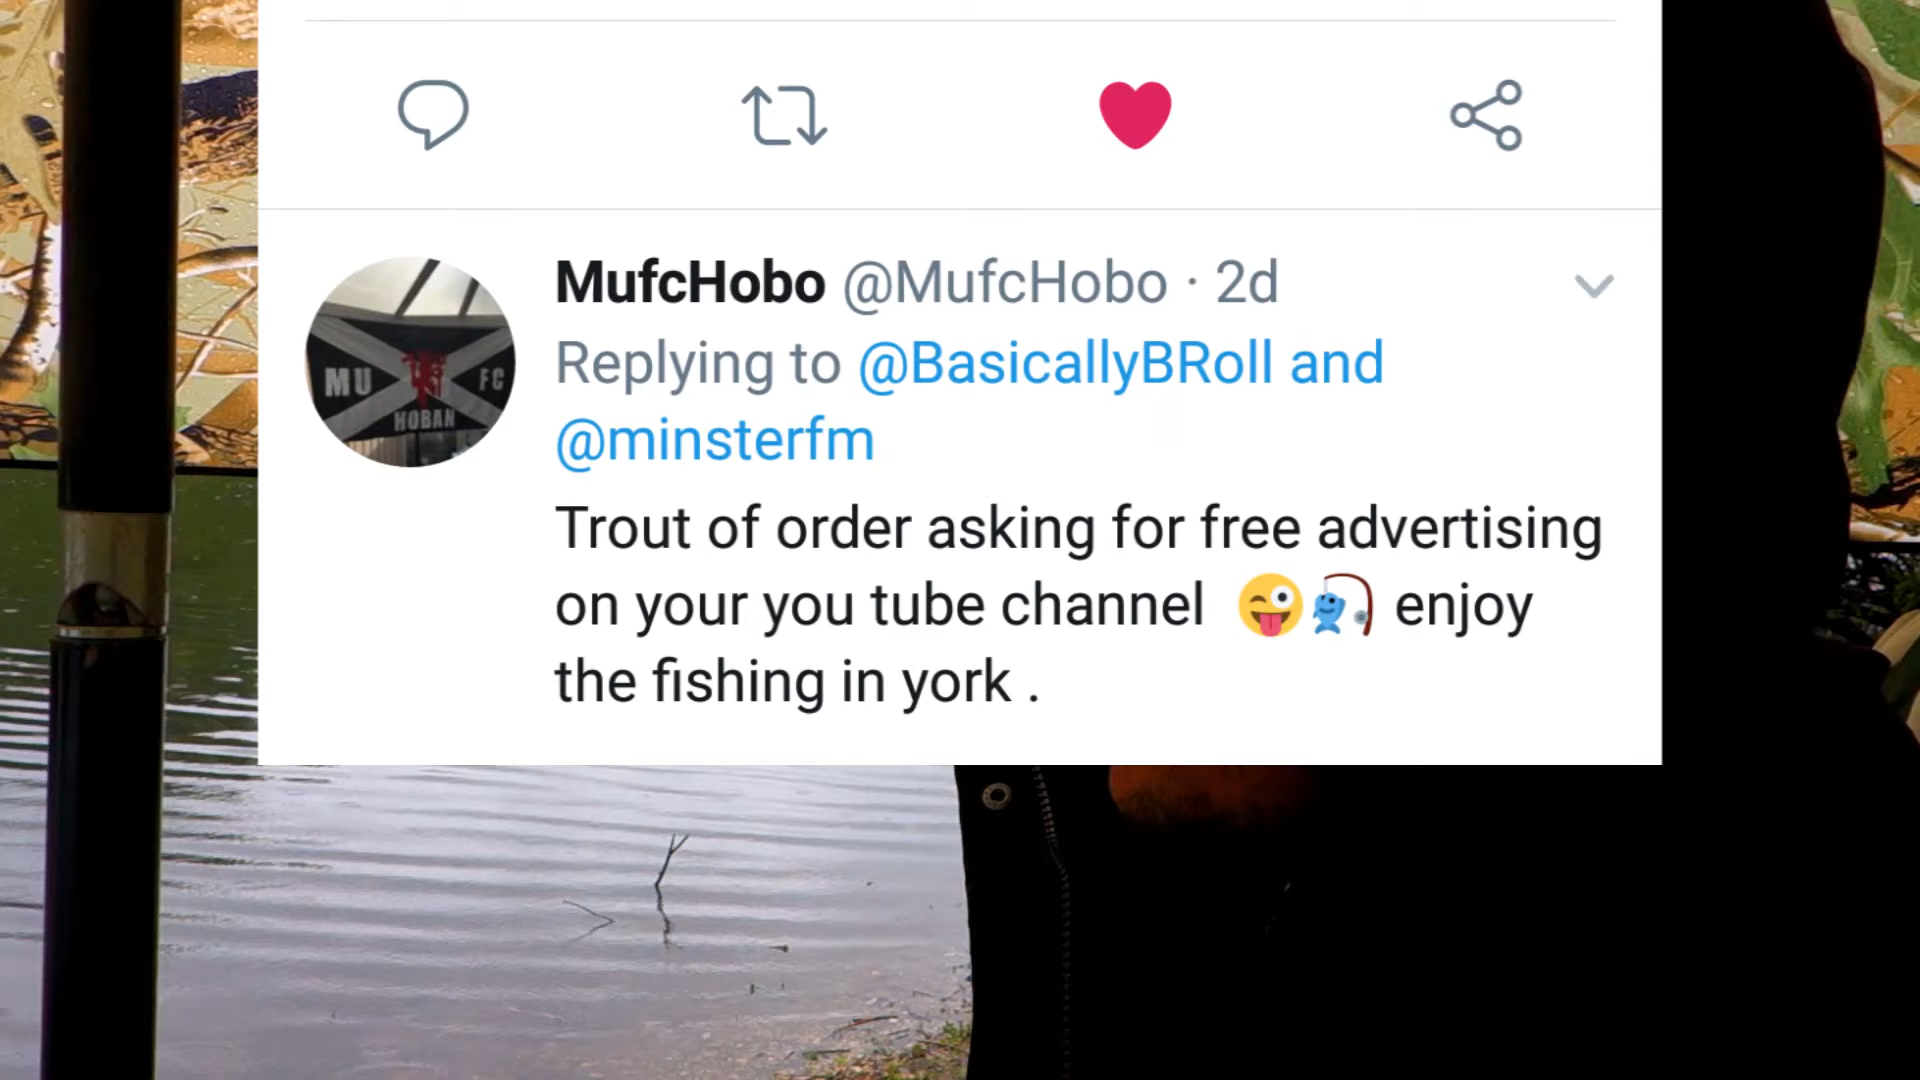 MufcHobo @MufcHobo · 2d
Replying to @BasicallyBRoll and
@minsterfm
MU FC
HOBAN
Trout of order asking for free advertising
on your you tube channel 😜🎣 enjoy
the fishing in york .